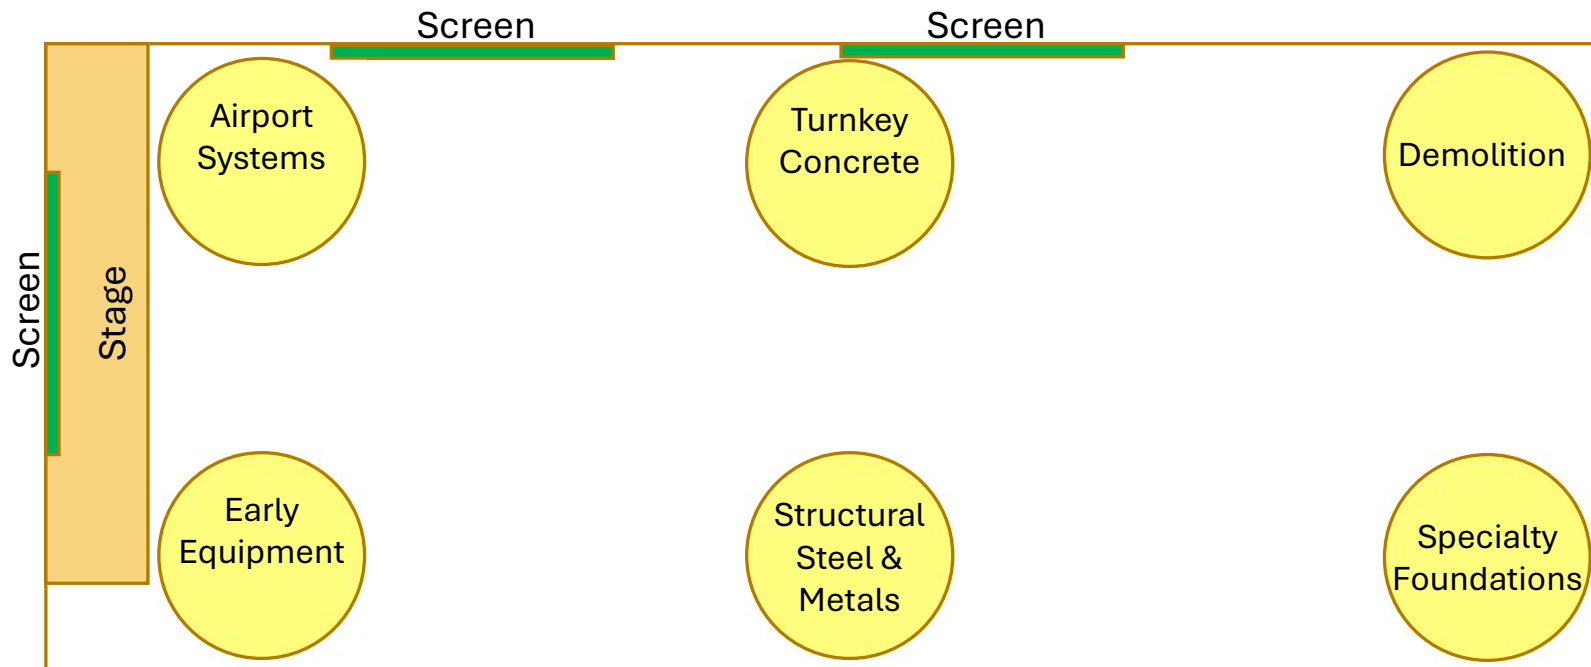 Screen
Screen
Airport
Systems
Turnkey
Concrete
Demolition
Screen
Stage
Early
Equipment
Structural
Steel &
Metals
Specialty
Foundations